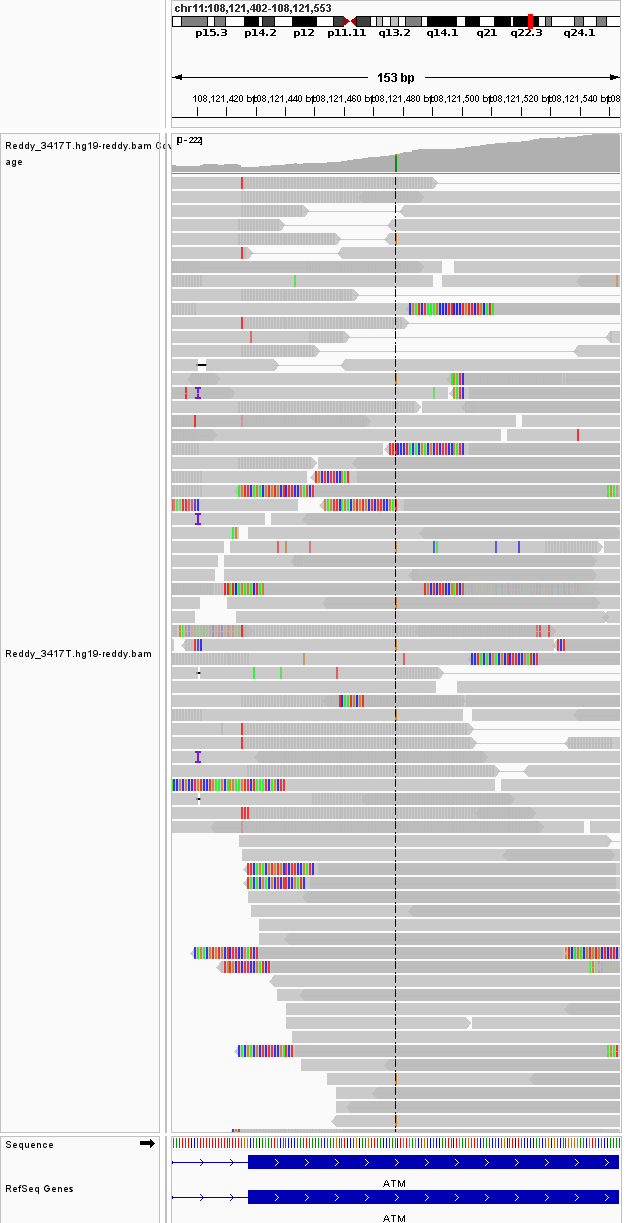 chr11:108,121,402-108,121,553
p15.3 p14.2 p12 p11.11 q13.2 q14.1 q21 q22.3 q24.1
153 bp
108,121,420 bp 108,121,440 bp 108,121,460 bp 108,121,480 bp 108,121,500 bp 108,121,520 bp 108,121,540 bp
[0 - 222]
Reddy_3417T.hg19-reddy.bam Cov
age
Reddy_3417T.hg19-reddy.bam
Sequence
ATM
RefSeq Genes
ATM